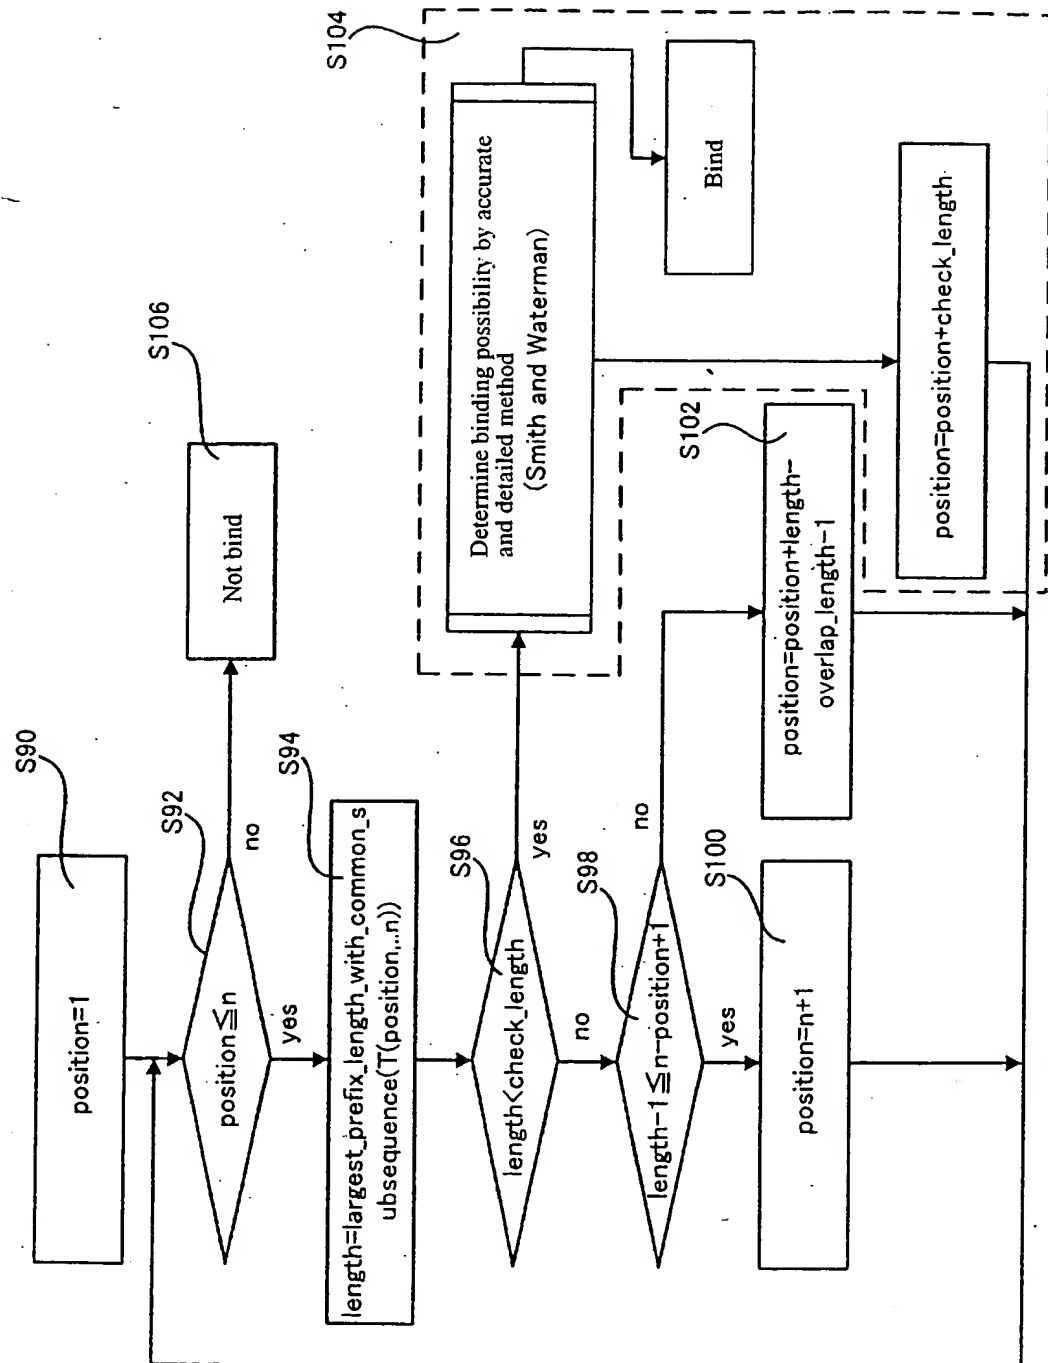 S90
position=1
S92
position≦n
no
yes
S106
Not bind
S94
length=largest_prefix_length_with_common_s
ubsequence(T(position,..n))
S96
length<check_length
yes
no
S104
Determine binding possibility by accurate
and detailed method
(Smith and Waterman)
Bind
position=position+check_length
S98
length-1≦n-position+1
no
yes
S100
position=n+1
S102
position=position+length-
overlap_length-1